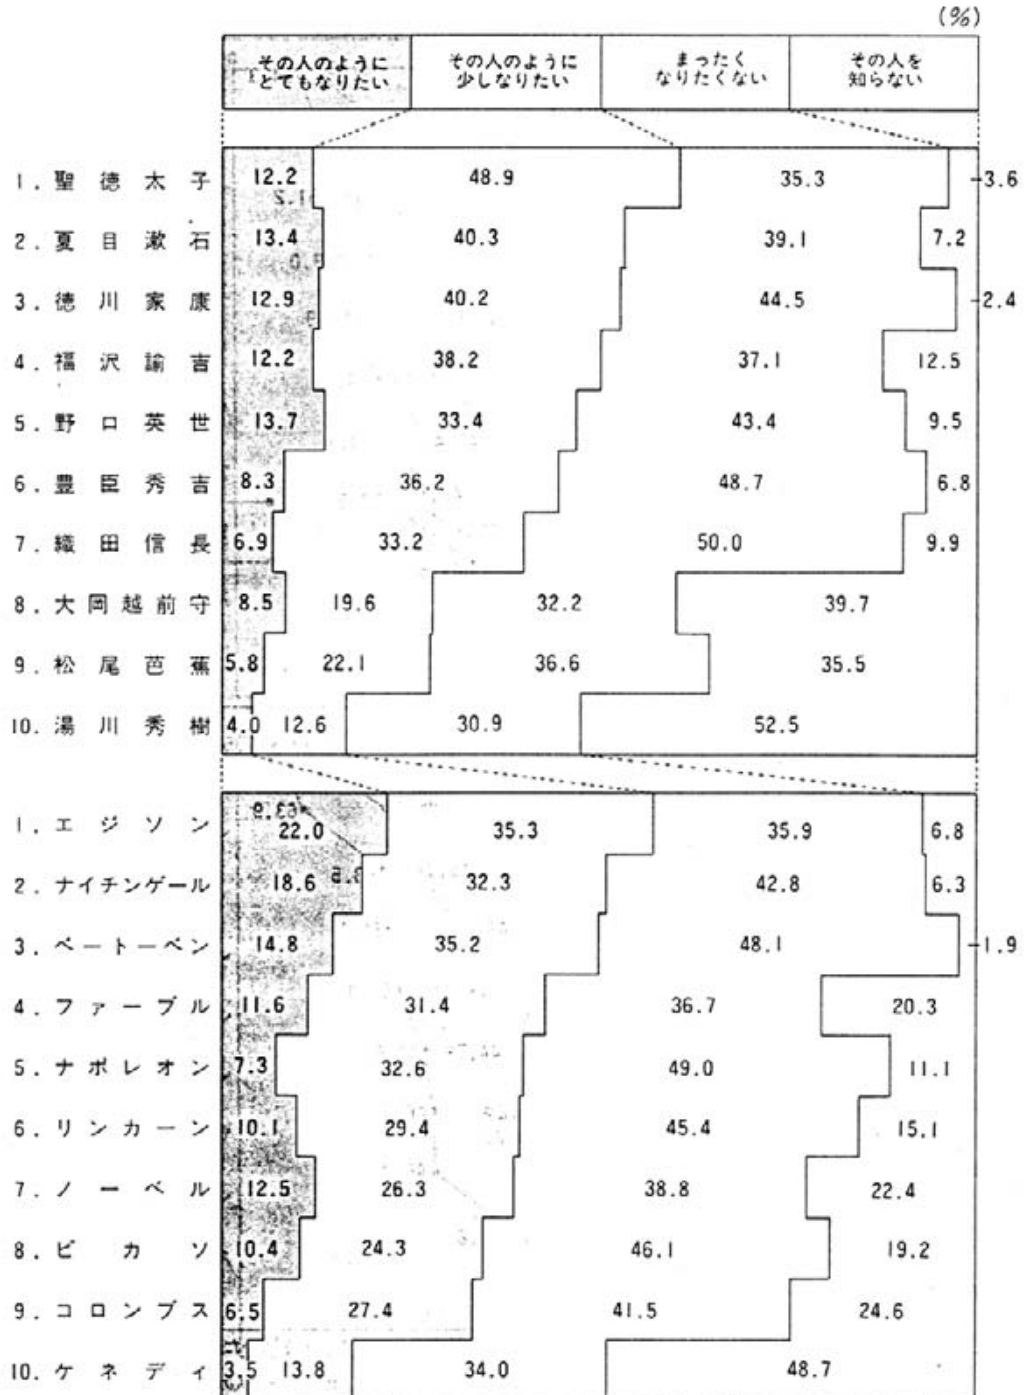 (%)
その人のように
とてもなりたい
その人のように
少しなりたい
まったく
なりたくない
その人を
知らない
1. 聖徳太子 12.2 48.9 35.3 3.6
2. 夏目漱石 13.4 40.3 39.1 7.2
3. 徳川家康 12.9 40.2 44.5 2.4
4. 福沢諭吉 12.2 38.2 37.1 12.5
5. 野口英世 13.7 33.4 43.4 9.5
6. 豊臣秀吉 8.3 36.2 48.7 6.8
7. 織田信長 6.9 33.2 50.0 9.9
8. 大岡越前守 8.5 19.6 32.2 39.7
9. 松尾芭蕉 5.8 22.1 36.6 35.5
10. 湯川秀樹 4.0 12.6 30.9 52.5
1. エジソン 22.0 35.3 35.9 6.8
2. ナイチンゲール 18.6 32.3 42.8 6.3
3. ベートーベン 14.8 35.2 48.1 1.9
4. ファーブル 11.6 31.4 36.7 20.3
5. ナポレオン 7.3 32.6 49.0 11.1
6. リンカーン 10.1 29.4 45.4 15.1
7. ノーベル 12.5 26.3 38.8 22.4
8. ピカソ 10.4 24.3 46.1 19.2
9. コロンブス 6.5 27.4 41.5 24.6
10. ケネディ 3.5 13.8 34.0 48.7